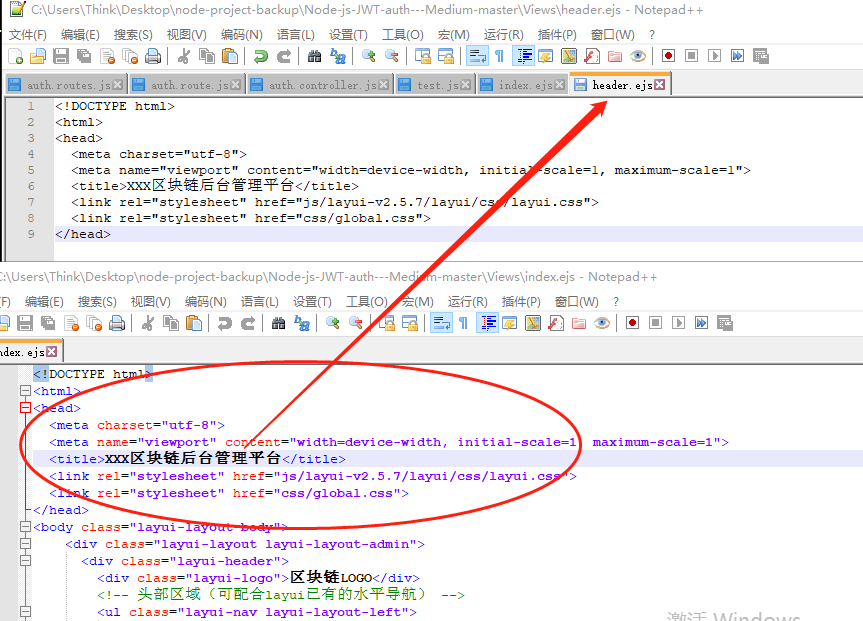 C:\Users\Think\Desktop\node-project-backup\Node-js-JWT-auth---Medium-master\Views\header.ejs - Notepad++
文件(F) 编辑(E) 搜索(S) 视图(V) 编码(N) 语言(L) 设置(T) 工具(O) 宏(M) 运行(R) 插件(P) 窗口(W) ?
auth.routes.js auth.route.js auth.controller.js test.js index.ejs header.ejs
1 <!DOCTYPE html>
2 <html>
3 <head>
4 <meta charset="utf-8">
5 <meta name="viewport" content="width=device-width, initial-scale=1, maximum-scale=1">
6 <title>XXX区块链后台管理平台</title>
7 <link rel="stylesheet" href="js/layui-v2.5.7/layui/css/layui.css">
8 <link rel="stylesheet" href="css/global.css">
9 </head>
C:\Users\Think\Desktop\node-project-backup\Node-js-JWT-auth---Medium-master\Views\index.ejs - Notepad++
(F) 编辑(E) 搜索(S) 视图(V) 编码(N) 语言(L) 设置(T) 工具(O) 宏(M) 运行(R) 插件(P) 窗口(W) ?
ndex.ejs
<!DOCTYPE html>
<html>
<head>
<meta charset="utf-8">
<meta name="viewport" content="width=device-width, initial-scale=1, maximum-scale=1">
<title>XXX区块链后台管理平台</title>
<link rel="stylesheet" href="js/layui-v2.5.7/layui/css/layui.css">
<link rel="stylesheet" href="css/global.css">
</head>
<body class="layui-layout-body">
<div class="layui-layout layui-layout-admin">
<div class="layui-header">
<div class="layui-logo">区块链LOGO</div>
<!-- 头部区域（可配合layui已有的水平导航） -->
<ul class="layui-nav layui-layout-left">
激活 Windows